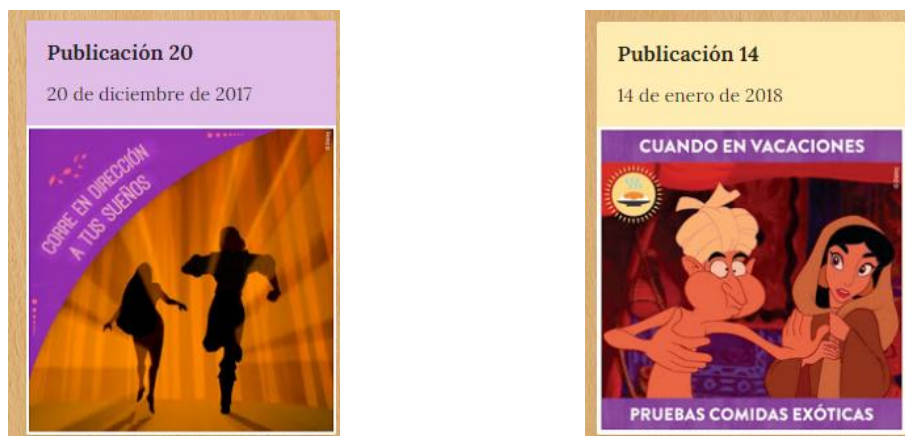 Publicación 20
20 de diciembre de 2017
CORRE EN DIRECCIÓN
A TUS SUEÑOS
Publicación 14
14 de enero de 2018
CUANDO EN VACACIONES
PRUEBAS COMIDAS EXÓTICAS